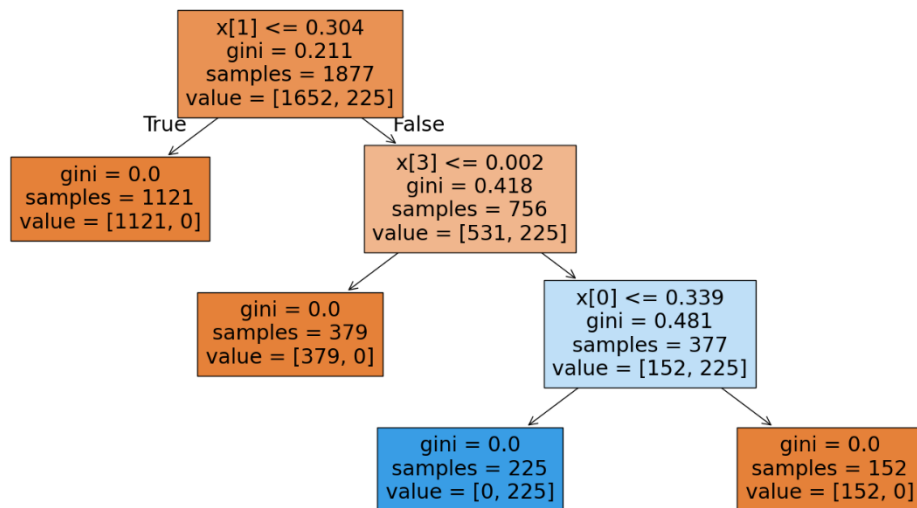 x[1] <= 0.304
gini = 0.211
samples = 1877
value = [1652, 225]
True
False
gini = 0.0
samples = 1121
value = [1121, 0]
x[3] <= 0.002
gini = 0.418
samples = 756
value = [531, 225]
gini = 0.0
samples = 379
value = [379, 0]
x[0] <= 0.339
gini = 0.481
samples = 377
value = [152, 225]
gini = 0.0
samples = 225
value = [0, 225]
gini = 0.0
samples = 152
value = [152, 0]